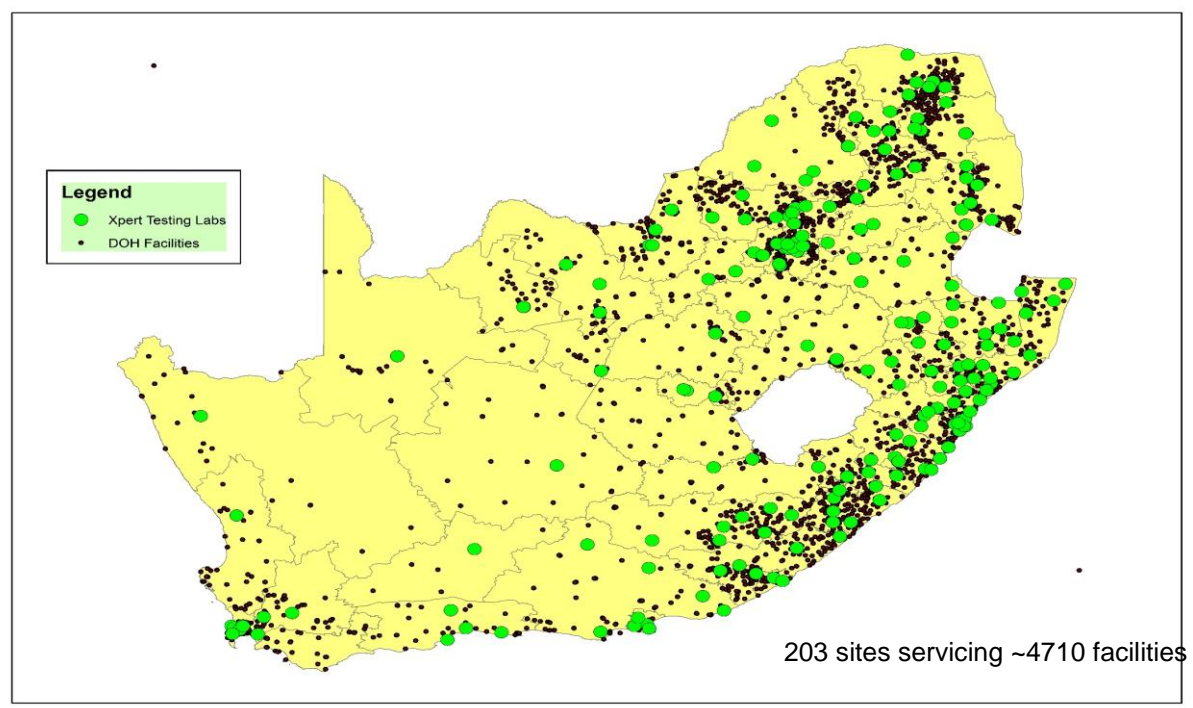 Legend
Xpert Testing Labs
DOH Facilities
203 sites servicing ~4710 facilities